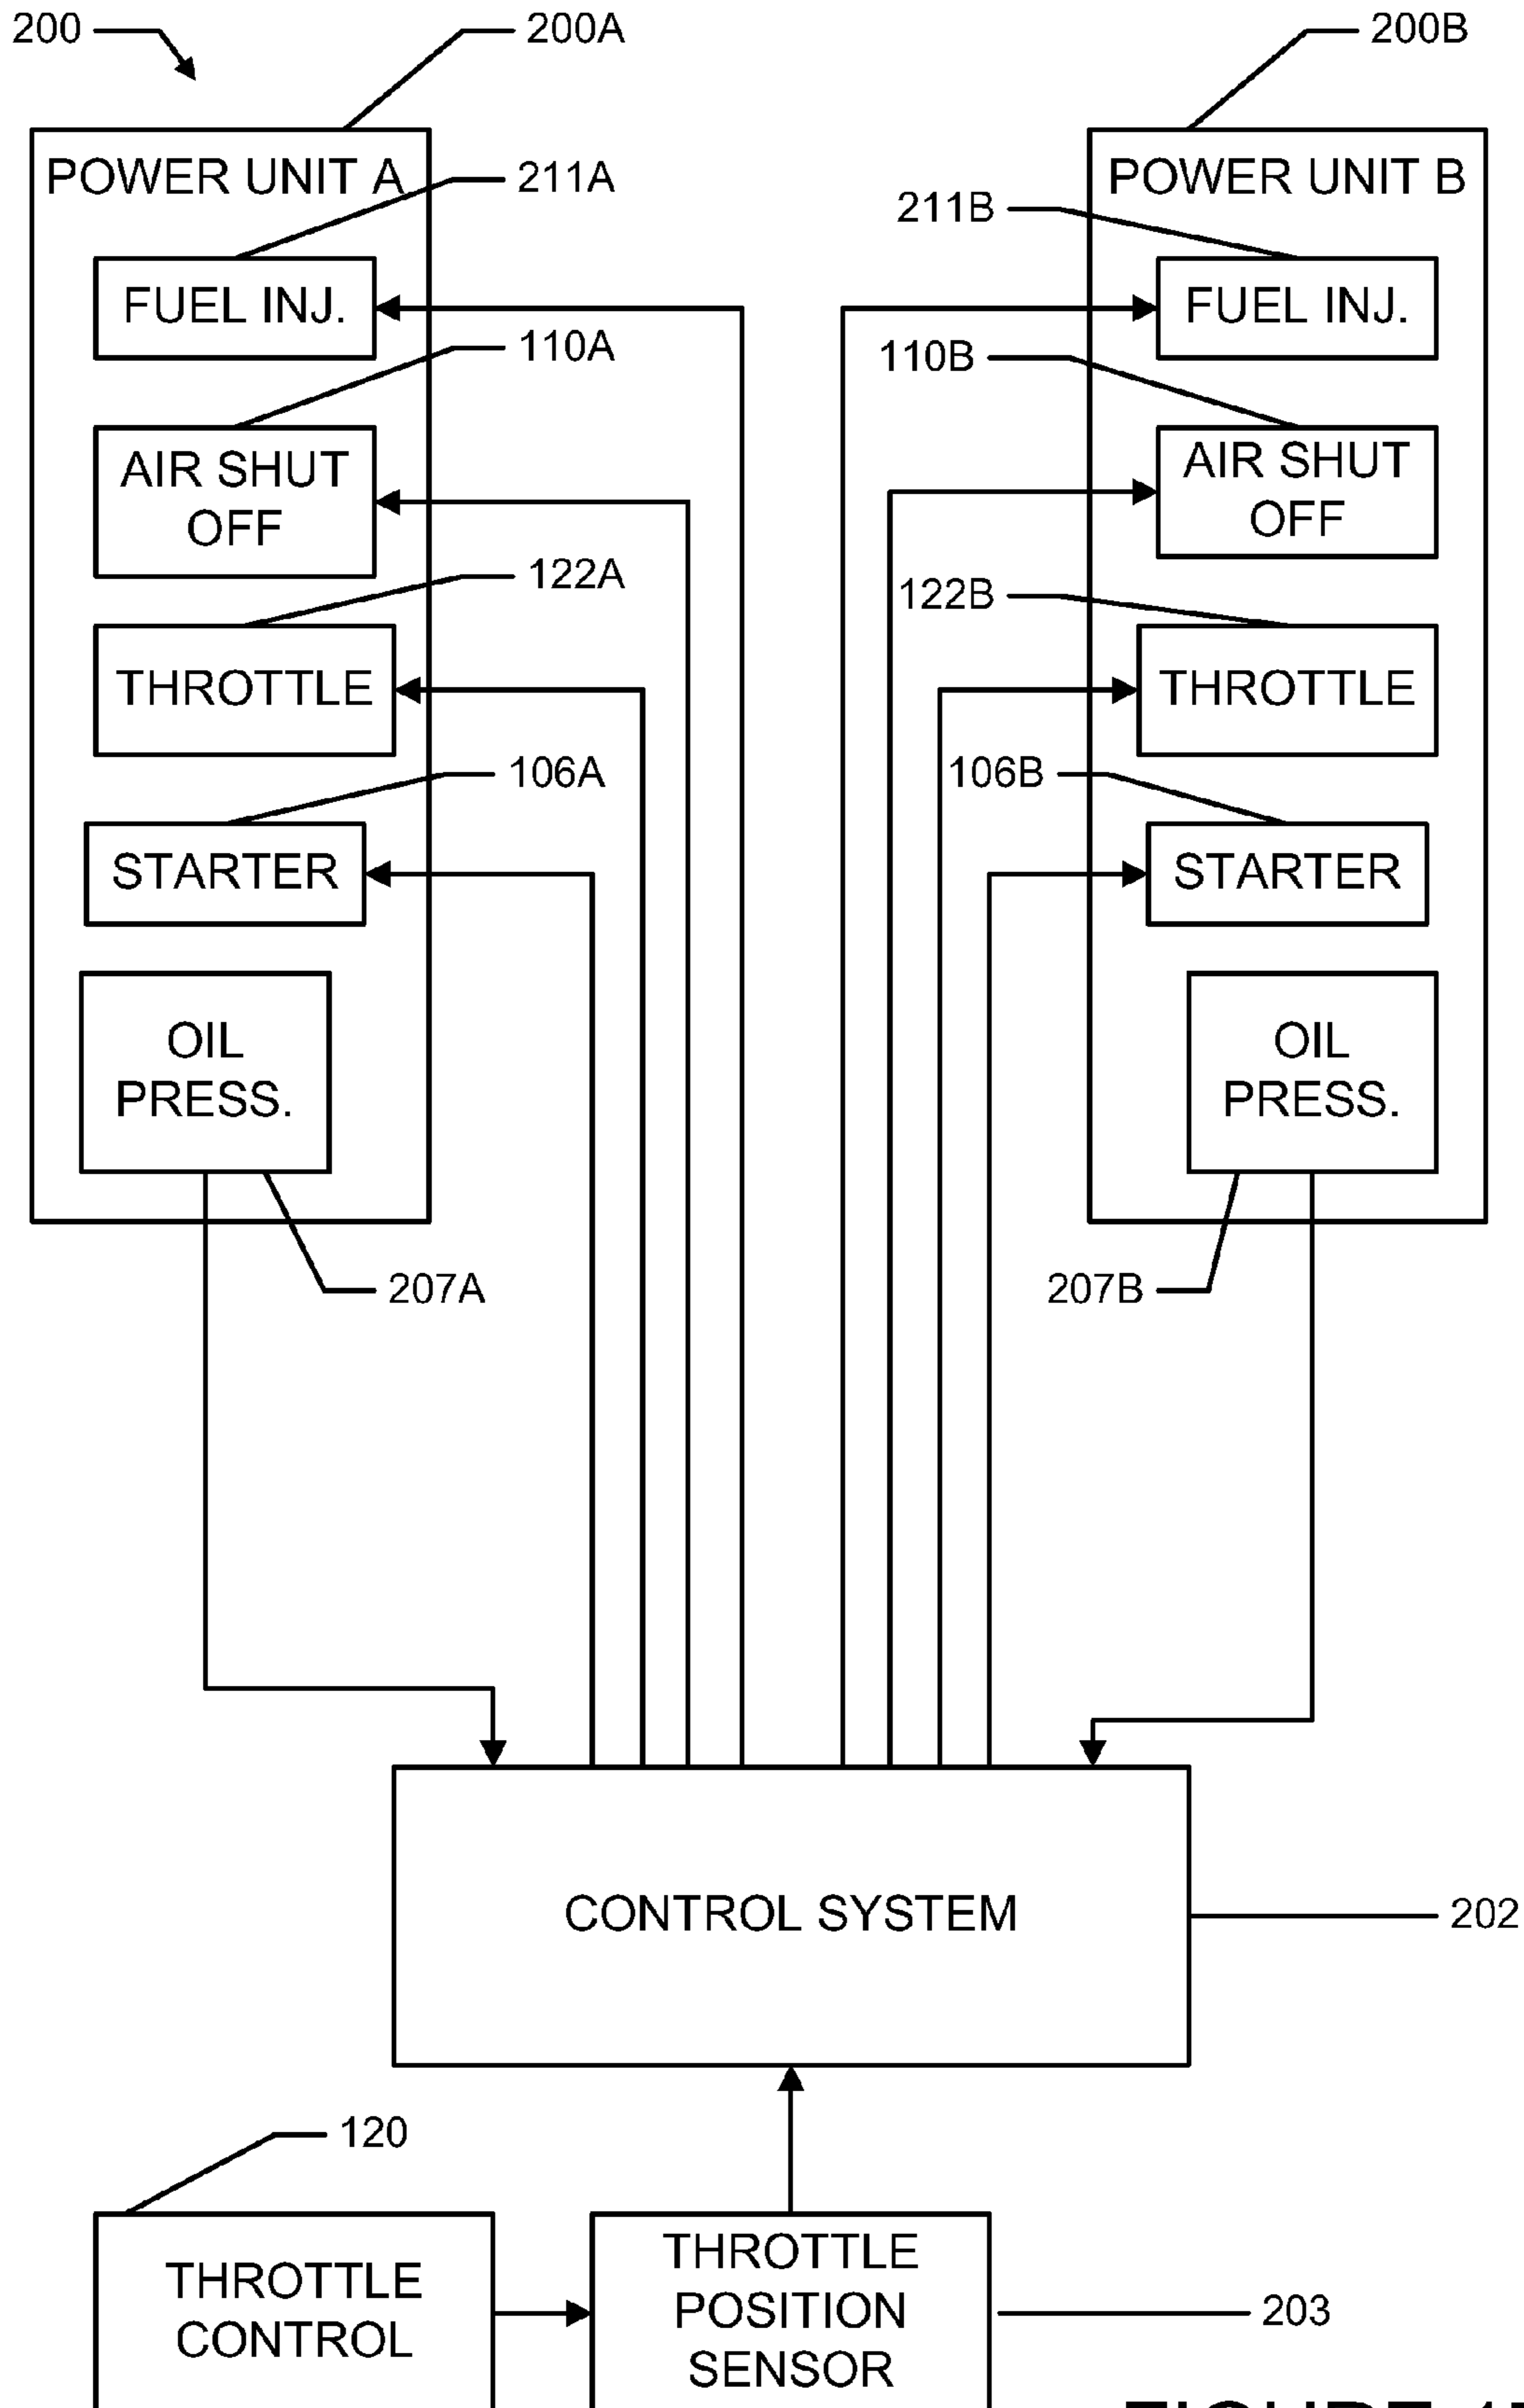 200
200A
200B
POWER UNIT A
211A
FUEL INJ.
110A
AIR SHUT
OFF
122A
THROTTLE
106A
STARTER
OIL
PRESS.
207A
POWER UNIT B
211B
FUEL INJ.
110B
AIR SHUT
OFF
122B
THROTTLE
106B
STARTER
OIL
PRESS.
207B
CONTROL SYSTEM
202
120
THROTTLE
CONTROL
THROTTLE
POSITION
SENSOR
203